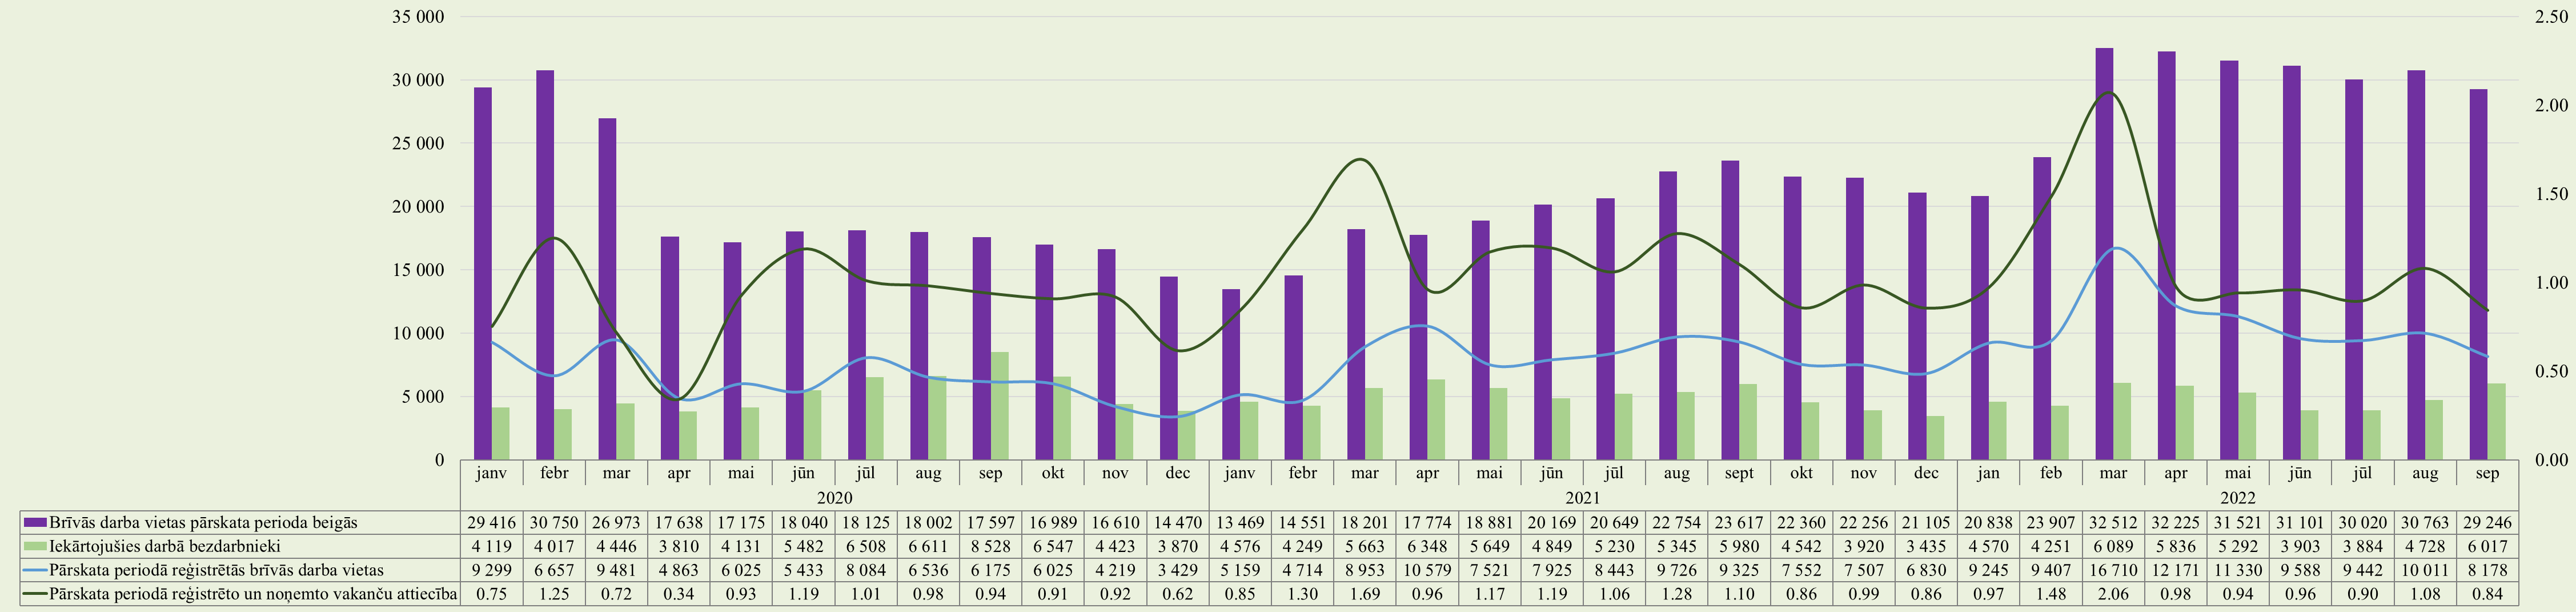 35 000
30 000
25 000
20 000
15 000
10 000
5 000
0
2.50
2.00
1.50
1.00
0.50
0.00
janv febr mar apr mai jūn jūl aug sep okt nov dec janv febr mar apr mai jūn jūl aug sept okt nov dec jan feb mar apr mai jūn jūl aug sep
2020 2021 2022
Brīvās darba vietas pārskata perioda beigās 29 416 30 750 26 973 17 638 17 175 18 040 18 125 18 002 17 597 16 989 16 610 14 470 13 469 14 551 18 201 17 774 18 881 20 169 20 649 22 754 23 617 22 360 22 256 21 105 20 838 23 907 32 512 32 225 31 521 31 101 30 020 30 763 29 246
Iekārtojušies darbā bezdarbnieki 4 119 4 017 4 446 3 810 4 131 5 482 6 508 6 611 8 528 6 547 4 423 3 870 4 576 4 249 5 663 6 348 5 649 4 849 5 230 5 345 5 980 4 542 3 920 3 435 4 570 4 251 6 089 5 836 5 292 3 903 3 884 4 728 6 017
Pārskata periodā reģistrētās brīvās darba vietas 9 299 6 657 9 481 4 863 6 025 5 433 8 084 6 536 6 175 6 025 4 219 3 429 5 159 4 714 8 953 10 579 7 521 7 925 8 443 9 726 9 325 7 552 7 507 6 830 9 245 9 407 16 710 12 171 11 330 9 588 9 442 10 011 8 178
Pārskata periodā reģistrēto un noņemto vakanču attiecība 0.75 1.25 0.72 0.34 0.93 1.19 1.01 0.98 0.94 0.91 0.92 0.62 0.85 1.30 1.69 0.96 1.17 1.19 1.06 1.28 1.10 0.86 0.99 0.86 0.97 1.48 2.06 0.98 0.94 0.96 0.90 1.08 0.84